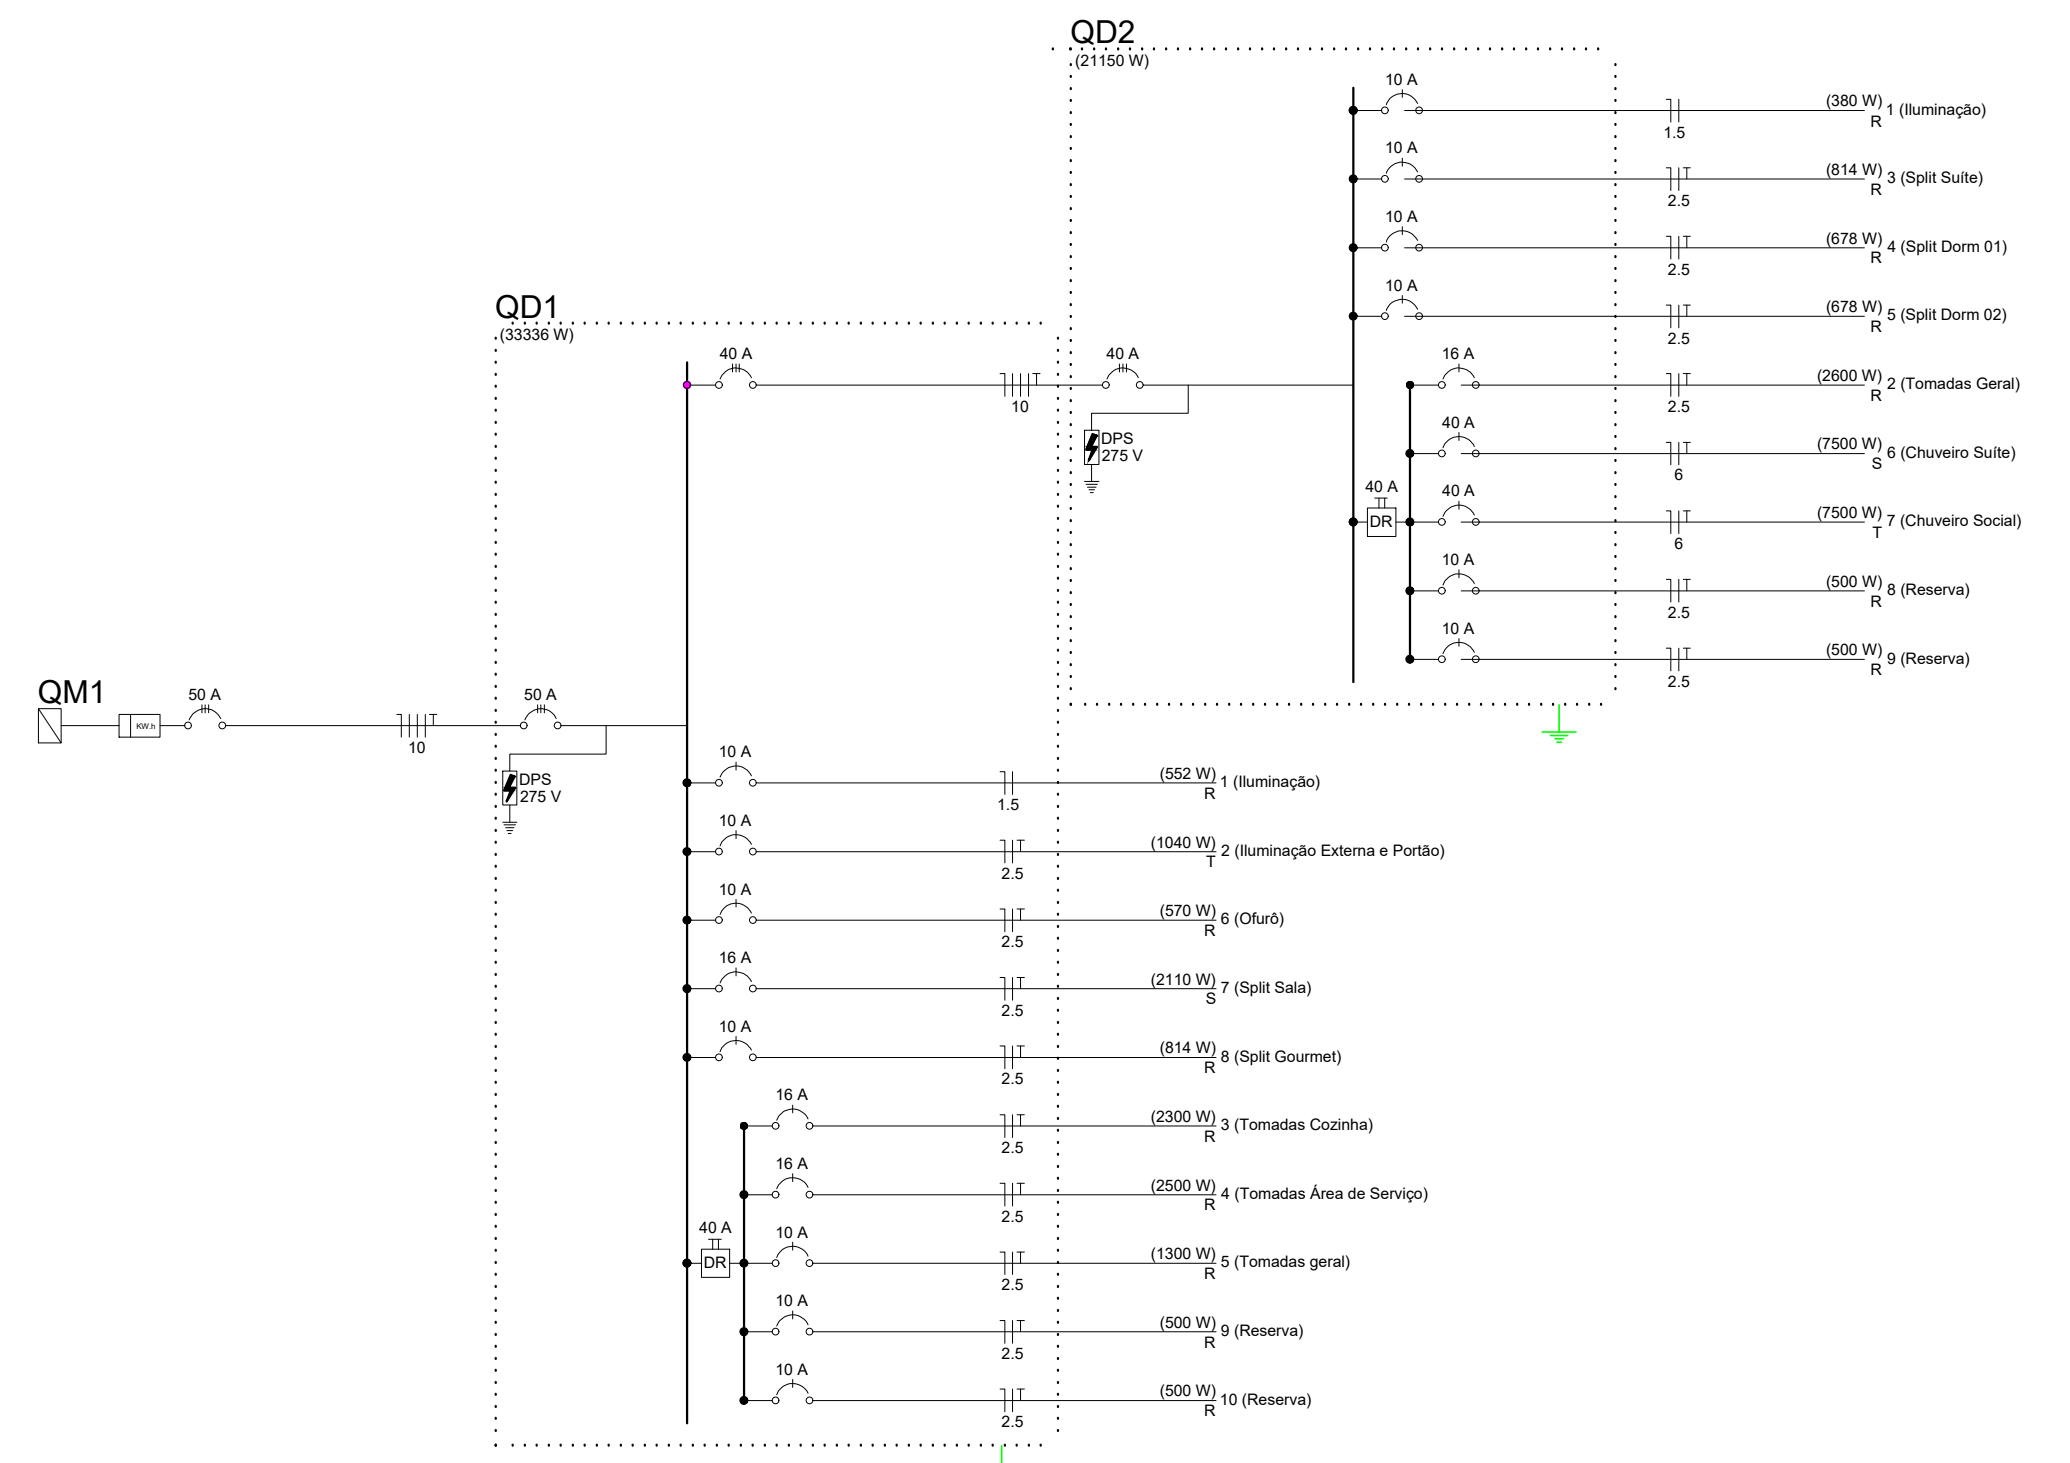 QD2
(21150 W)
10 A
(380 W)
1 (Iluminação)
R
1.5
10 A
(814 W)
3 (Split Suíte)
R
2.5
10 A
(678 W)
4 (Split Dorm 01)
R
2.5
10 A
(678 W)
5 (Split Dorm 02)
R
2.5
16 A
(2600 W)
2 (Tomadas Geral)
R
2.5
40 A
(7500 W)
6 (Chuveiro Suíte)
S
6
40 A
DR
40 A
(7500 W)
7 (Chuveiro Social)
T
6
10 A
(500 W)
8 (Reserva)
R
2.5
10 A
(500 W)
9 (Reserva)
R
2.5
40 A
DPS
275 V
QD1
(33336 W)
40 A
10
QM1
KW.h
50 A
10
50 A
DPS
275 V
10 A
(552 W)
1 (Iluminação)
R
1.5
10 A
(1040 W)
2 (Iluminação Externa e Portão)
T
2.5
10 A
(570 W)
6 (Ofurô)
R
2.5
16 A
(2110 W)
7 (Split Sala)
S
2.5
10 A
(814 W)
8 (Split Gourmet)
R
2.5
16 A
(2300 W)
3 (Tomadas Cozinha)
R
2.5
16 A
(2500 W)
4 (Tomadas Área de Serviço)
R
2.5
40 A
DR
10 A
(1300 W)
5 (Tomadas geral)
R
2.5
10 A
(500 W)
9 (Reserva)
R
2.5
10 A
(500 W)
10 (Reserva)
R
2.5